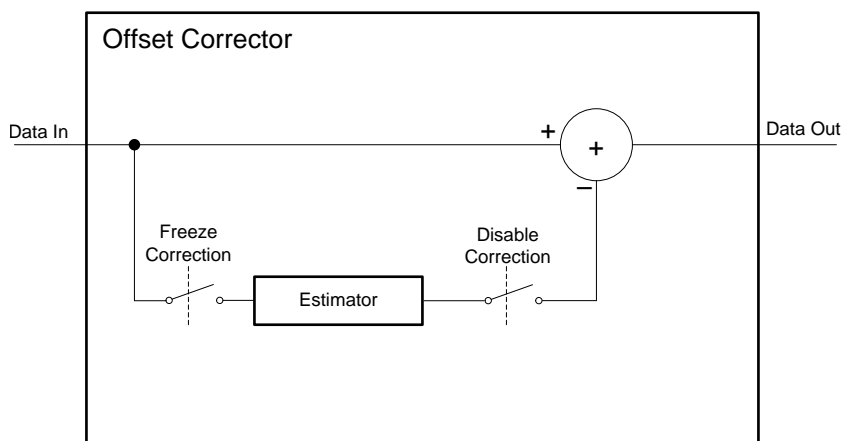 Offset Corrector
Data In
+
+
Data Out
–
Freeze
Correction
Disable
Correction
Estimator